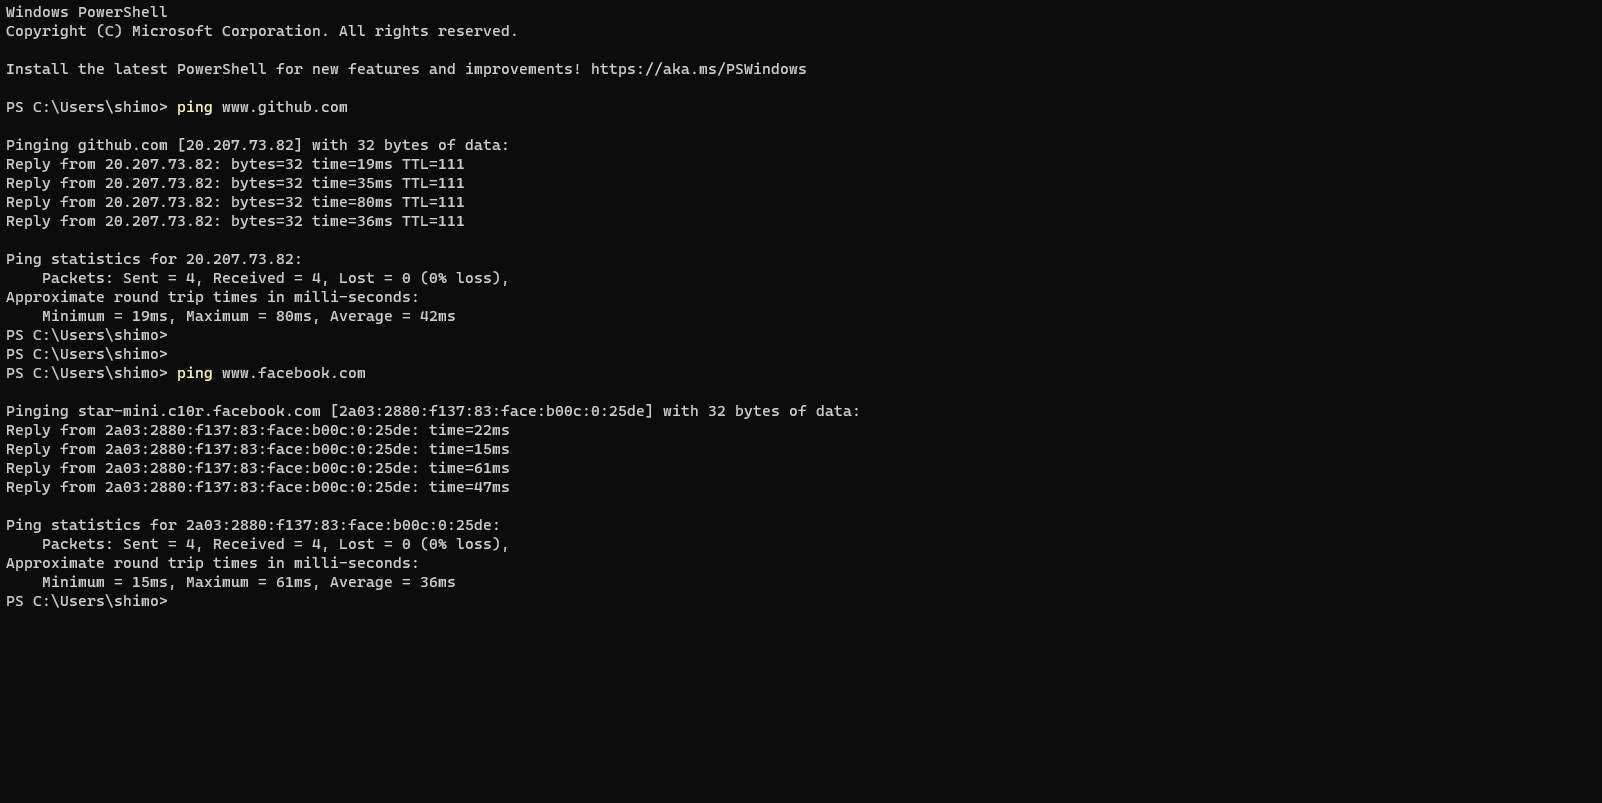 Windows PowerShell
Copyright (C) Microsoft Corporation. All rights reserved.
Install the latest PowerShell for new features and improvements! https://aka.ms/PSWindows
PS C:\Users\shimo> ping www.github.com
Pinging github.com [20.207.73.82] with 32 bytes of data:
Reply from 20.207.73.82: bytes=32 time=19ms TTL=111
Reply from 20.207.73.82: bytes=32 time=35ms TTL=111
Reply from 20.207.73.82: bytes=32 time=80ms TTL=111
Reply from 20.207.73.82: bytes=32 time=36ms TTL=111
Ping statistics for 20.207.73.82:
    Packets: Sent = 4, Received = 4, Lost = 0 (0% loss),
Approximate round trip times in milli-seconds:
    Minimum = 19ms, Maximum = 80ms, Average = 42ms
PS C:\Users\shimo>
PS C:\Users\shimo>
PS C:\Users\shimo> ping www.facebook.com
Pinging star-mini.c10r.facebook.com [2a03:2880:f137:83:face:b00c:0:25de] with 32 bytes of data:
Reply from 2a03:2880:f137:83:face:b00c:0:25de: time=22ms
Reply from 2a03:2880:f137:83:face:b00c:0:25de: time=15ms
Reply from 2a03:2880:f137:83:face:b00c:0:25de: time=61ms
Reply from 2a03:2880:f137:83:face:b00c:0:25de: time=47ms
Ping statistics for 2a03:2880:f137:83:face:b00c:0:25de:
    Packets: Sent = 4, Received = 4, Lost = 0 (0% loss),
Approximate round trip times in milli-seconds:
    Minimum = 15ms, Maximum = 61ms, Average = 36ms
PS C:\Users\shimo>